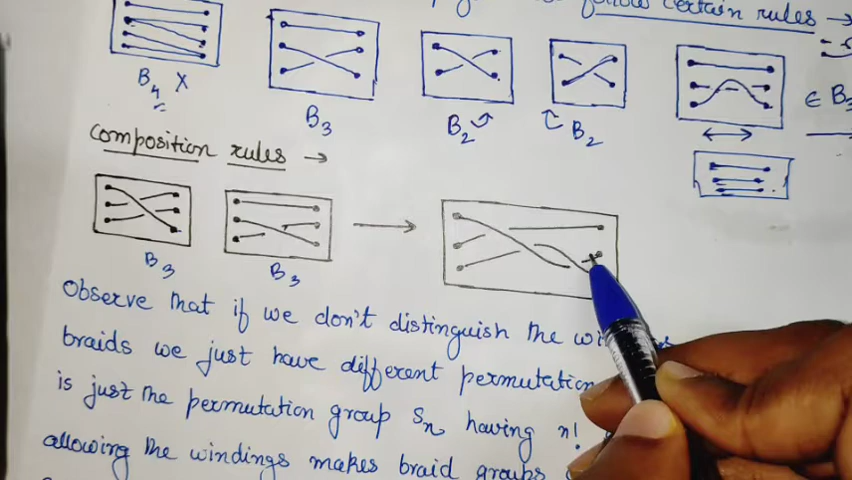 follow certain rules →
B₄ X
B₃
B₂
B₂
∈ B₃
composition rules →
B₃
B₃
Observe that if we don't distinguish the
braids we just have different permutation
is just the permutation group Sₙ having n!
allowing the windings makes braid groups